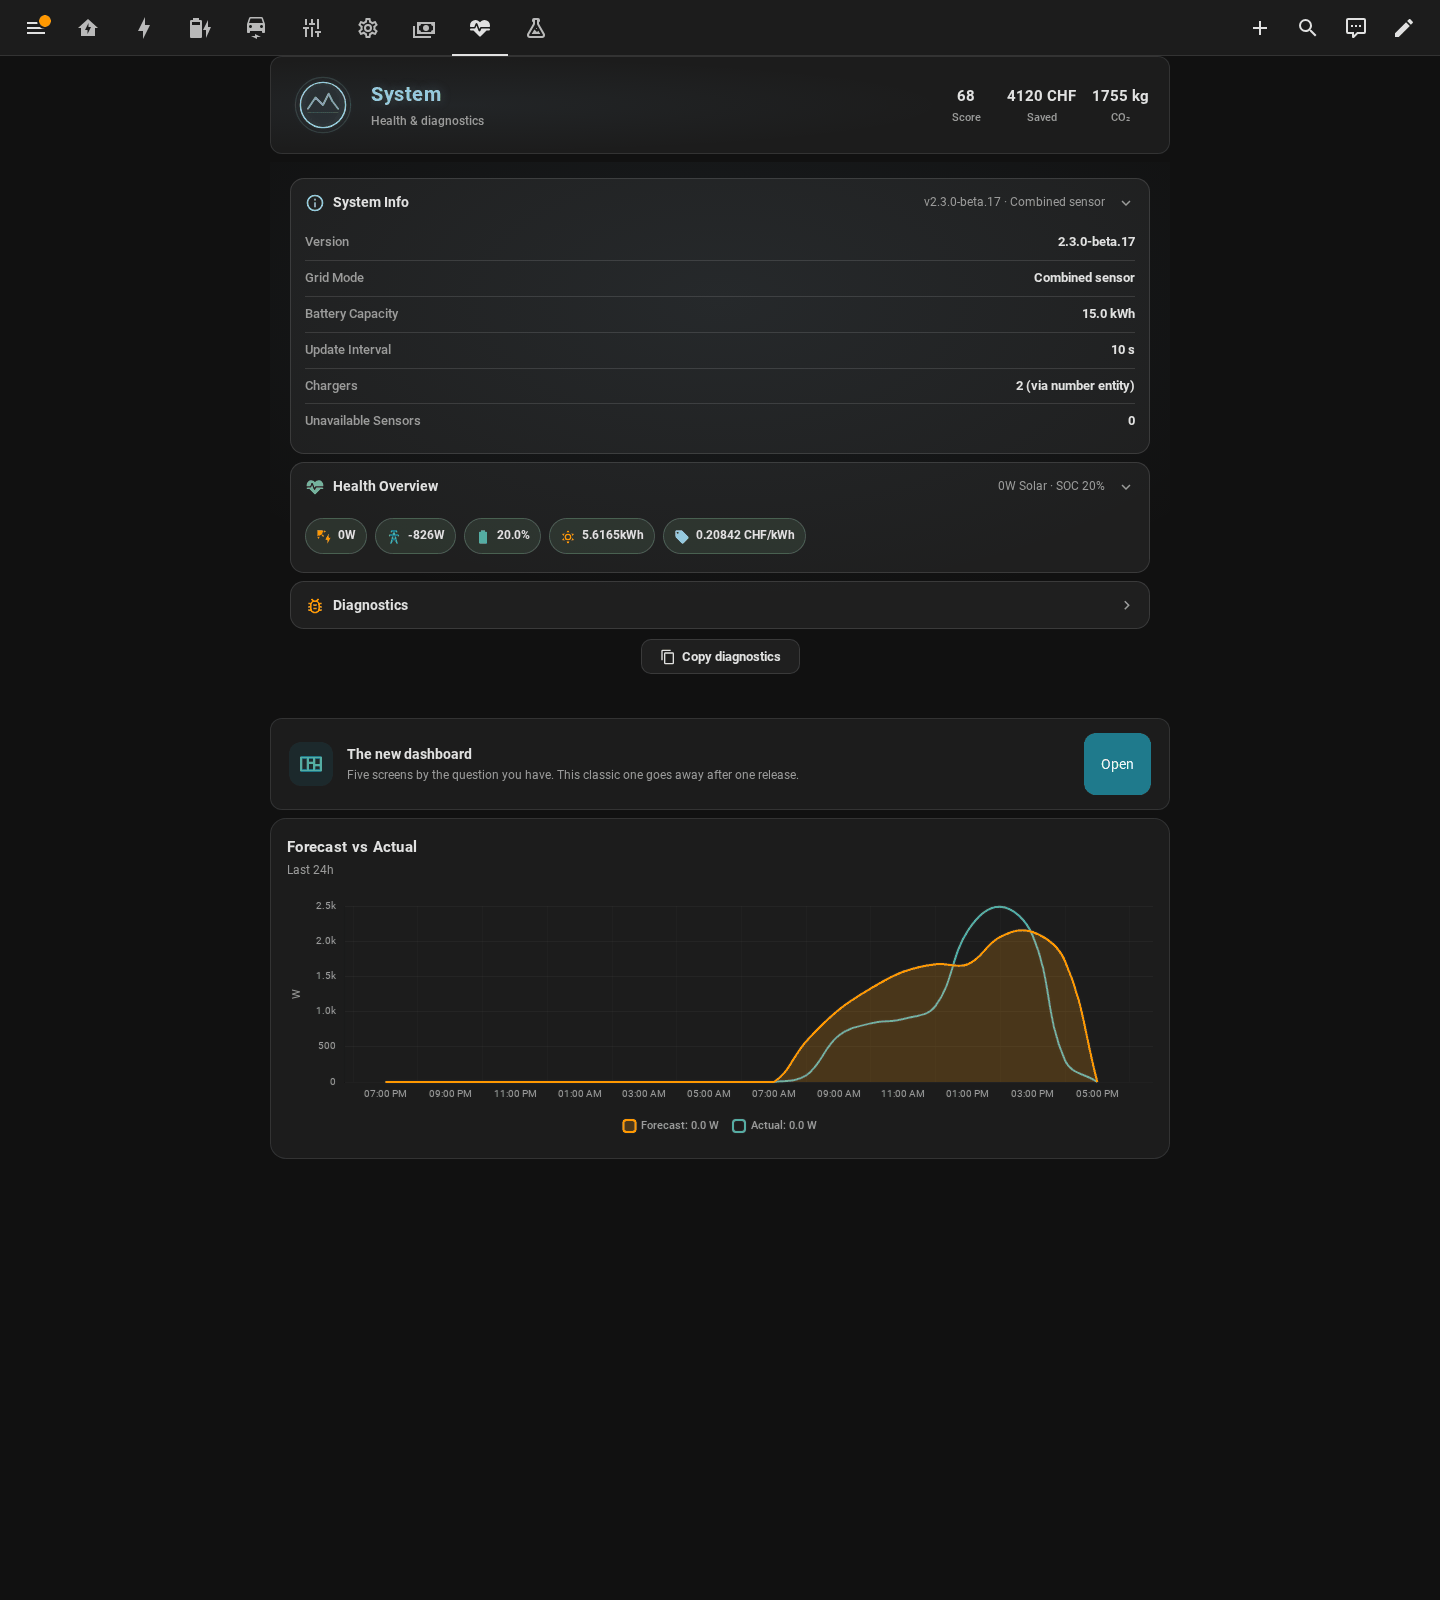 System
Health & diagnostics
68
Score
4120 CHF
Saved
1755 kg
CO₂
System Info
v2.3.0-beta.17 · Combined sensor
Version
2.3.0-beta.17
Grid Mode
Combined sensor
Battery Capacity
15.0 kWh
Update Interval
10 s
Chargers
2 (via number entity)
Unavailable Sensors
0
Health Overview
0W Solar · SOC 20%
0W
-826W
20.0%
5.6165kWh
0.20842 CHF/kWh
Diagnostics
Copy diagnostics
The new dashboard
Five screens by the question you have. This classic one goes away after one release.
Open
Forecast vs Actual
Last 24h
2.5k
2.0k
1.5k
1.0k
500
0
W
07:00 PM 09:00 PM 11:00 PM 01:00 AM 03:00 AM 05:00 AM 07:00 AM 09:00 AM 11:00 AM 01:00 PM 03:00 PM 05:00 PM
Forecast: 0.0 W Actual: 0.0 W